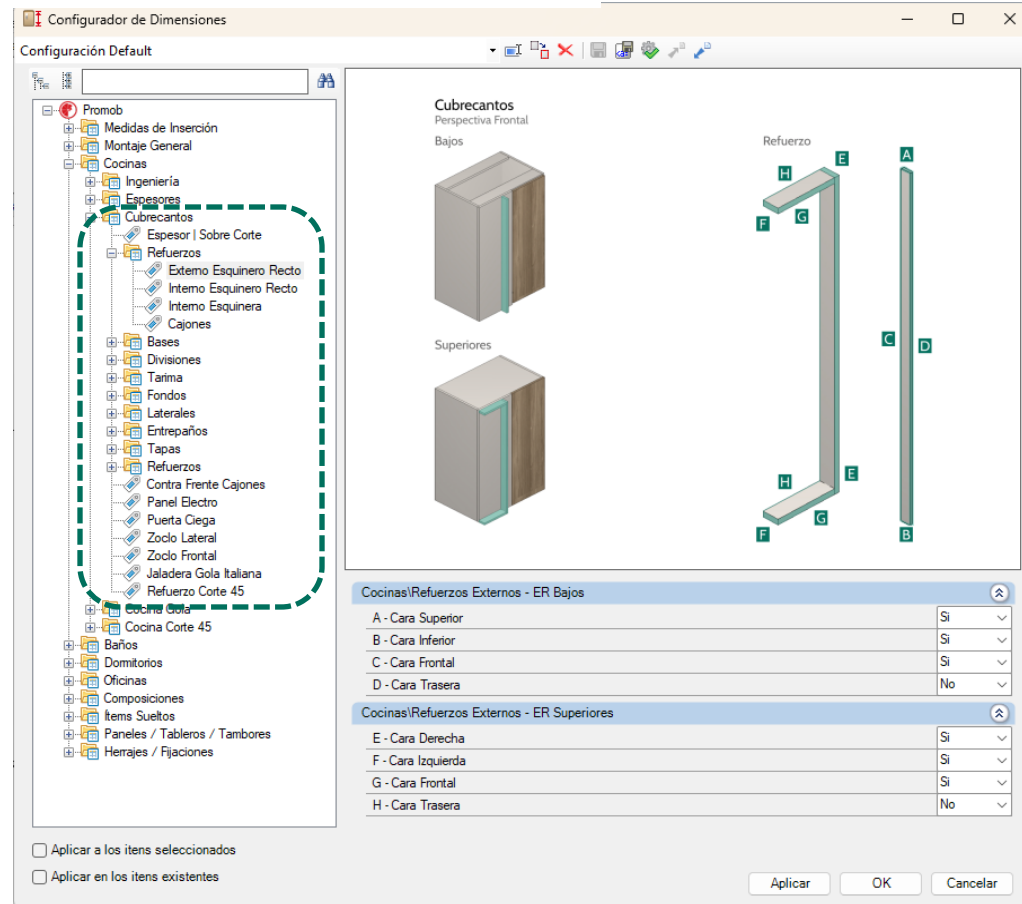 Configurador de Dimensiones
Configuración Default
Promob
Medidas de Inserción
Montaje General
Cocinas
Ingeniería
Espesores
Cubrecantos
Espesor | Sobre Corte
Refuerzos
Externo Esquinero Recto
Interno Esquinero Recto
Interno Esquinera
Cajones
Bases
Divisiones
Tarima
Fondos
Laterales
Entrepaños
Tapas
Refuerzos
Contra Frente Cajones
Panel Electro
Puerta Ciega
Zoclo Lateral
Zoclo Frontal
Jaladera Gola Italiana
Refuerzo Corte 45
Cocina Gola
Cocina Corte 45
Baños
Dormitorios
Oficinas
Composiciones
Ítems Sueltos
Paneles / Tableros / Tambores
Herrajes / Fijaciones
Cubrecantos
Perspectiva Frontal
Bajos
Superiores
Refuerzo
E
H
G
F
A
C
D
E
H
G
F
B
Cocinas\Refuerzos Externos - ER Bajos
A - Cara Superior Si
B - Cara Inferior Si
C - Cara Frontal Si
D - Cara Trasera No
Cocinas\Refuerzos Externos - ER Superiores
E - Cara Derecha Si
F - Cara Izquierda Si
G - Cara Frontal Si
H - Cara Trasera No
Aplicar a los itens seleccionados
Aplicar en los itens existentes
Aplicar OK Cancelar